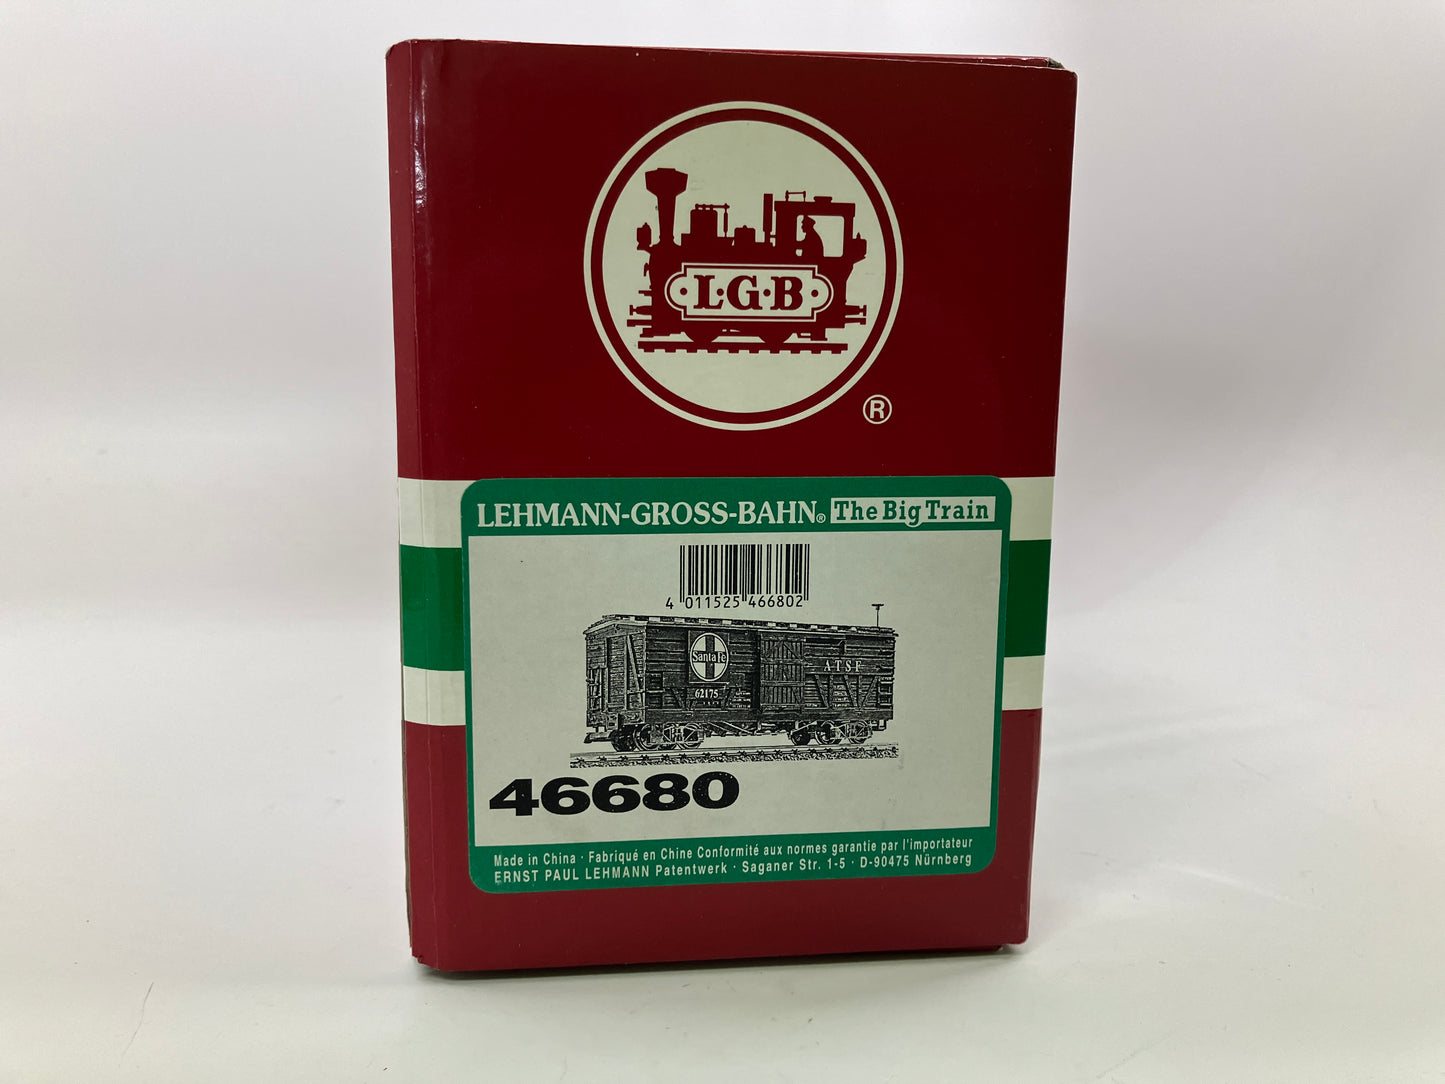 L·G·B
®
LEHMANN-GROSS-BAHN® The Big Train
4 011525 466802
Santa Fe
ATSF
62175
46680
Made in China · Fabriqué en Chine Conformité aux normes garantie par l'importateur
ERNST PAUL LEHMANN Patentwerk · Saganer Str. 1-5 · D-90475 Nürnberg